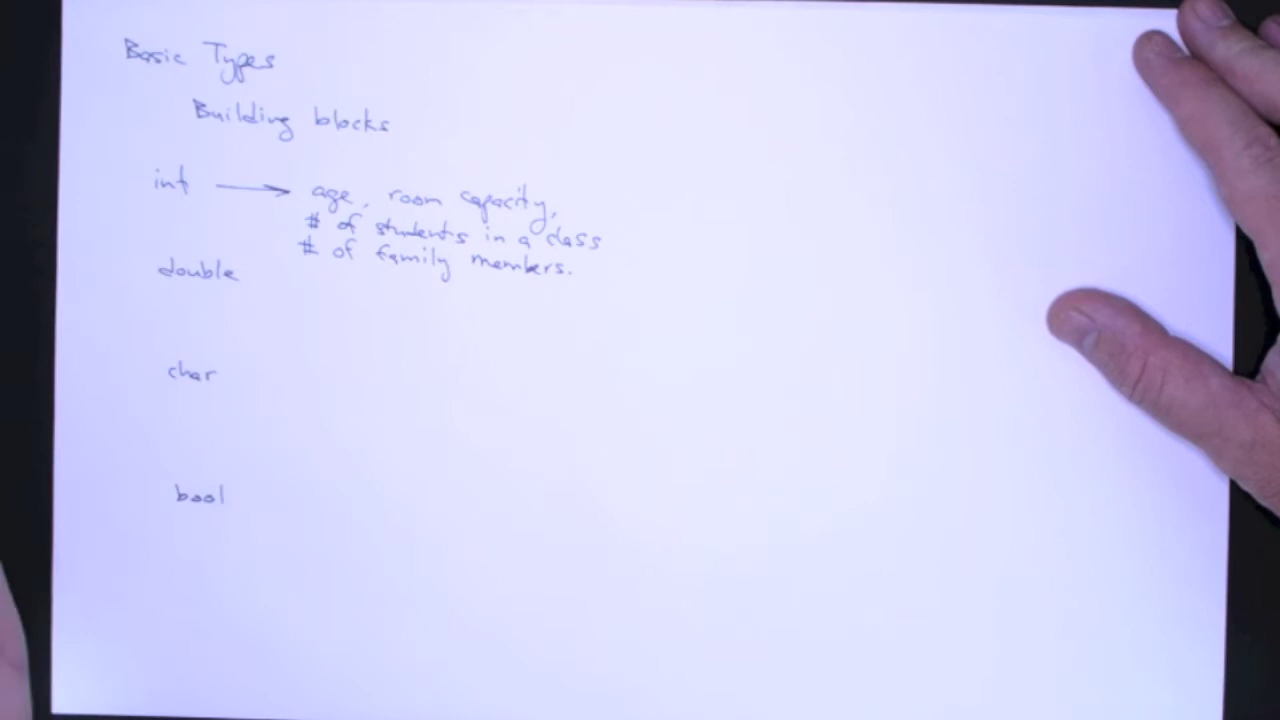 Basic Types
Building blocks
int → age, room capacity,
# of students in a class
# of family members.
double
char
bool